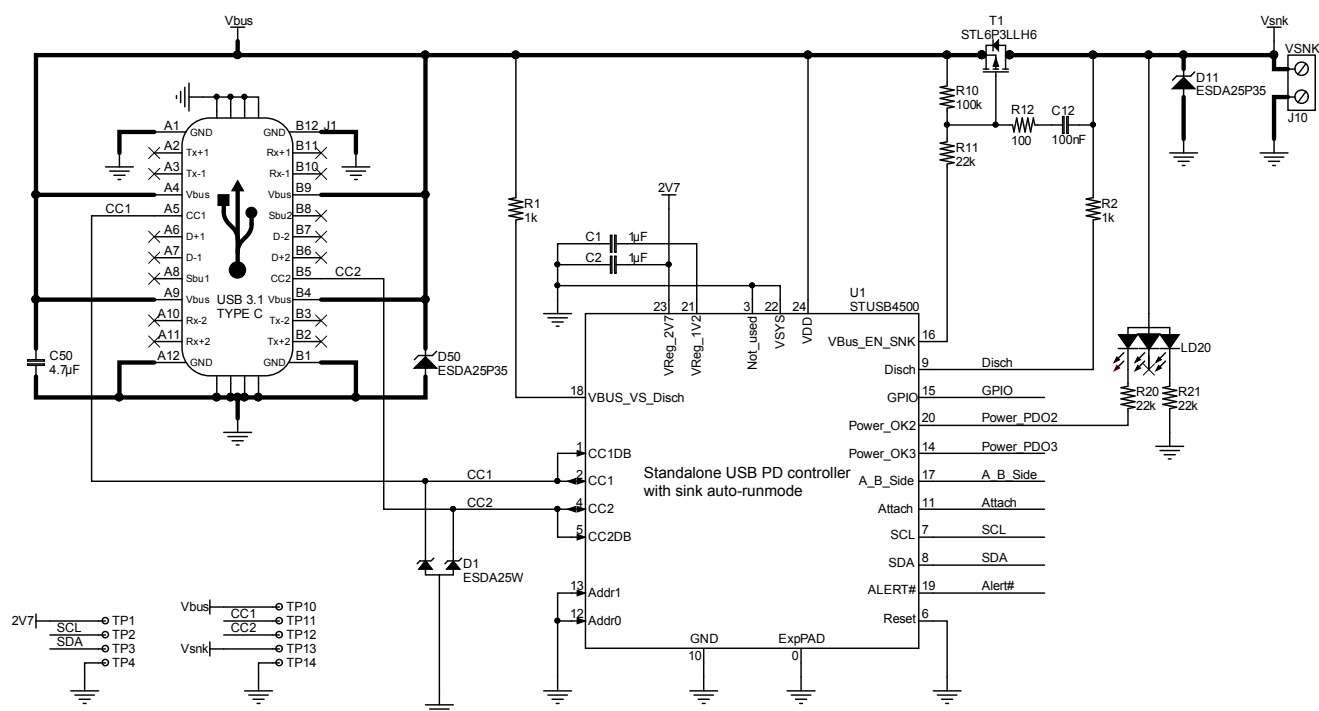 Vbus
T1
STL6P3LLH6
Vsnk
VSNK
J10
D11
ESDA25P35
R10
100k
R12
100
C12
100nF
R11
22k
R2
1k
R1
1k
2V7
C1 1µF
C2 1µF
A1 GND GND B12 J1
A2 Tx+1 Rx+1 B11
A3 Tx-1 Rx-1 B10
A4 Vbus Vbus B9
CC1 A5 CC1 Sbu2 B8
A6 D+1 D-2 B7
A7 D-1 D+2 B6
A8 Sbu1 CC2 B5 CC2
A9 Vbus Vbus B4
A10 Rx-2 Tx-2 B3
A11 Rx+2 Tx+2 B2
A12 GND GND B1
USB 3.1
TYPE C
C50
4.7µF
D50
ESDA25P35
U1
STUSB4500
23 VReg_2V7
21 VReg_1V2
3 Not_used
22 VSYS
24 VDD
VBus_EN_SNK 16
Disch 9 Disch
18 VBUS_VS_Disch
GPIO 15 GPIO
Power_OK2 20 Power_PDO2
Power_OK3 14 Power_PDO3
A_B_Side 17 A_B_Side
Attach 11 Attach
SCL 7 SCL
SDA 8 SDA
ALERT# 19 Alert#
Reset 6
1 CC1DB
CC1 2 CC1
CC2 4 CC2
5 CC2DB
13 Addr1
12 Addr0
Standalone USB PD controller
with sink auto-runmode
GND
10
ExpPAD
0
LD20
R20
22k
R21
22k
D1
ESDA25W
2V7 TP1
SCL TP2
SDA TP3
TP4
Vbus TP10
CC1 TP11
CC2 TP12
Vsnk TP13
TP14